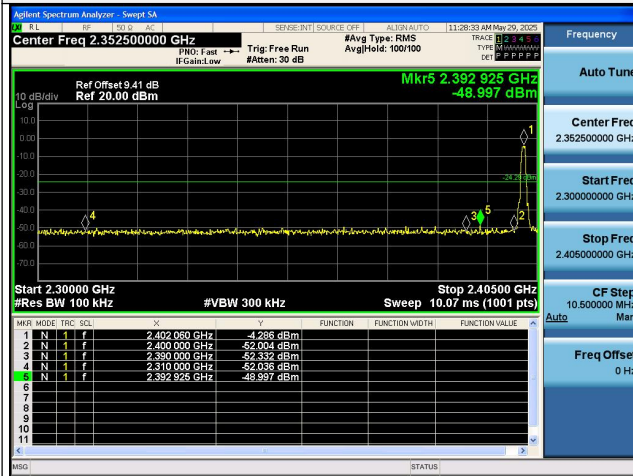 Agilent Spectrum Analyzer - Swept SA
RL RF 50 Ω AC SENSE:INT SOURCE OFF ALIGN AUTO 11:28:33 AM May 29, 2025
Center Freq 2.352500000 GHz
PNO: Fast
IFGain:Low
Trig: Free Run
#Atten: 30 dB
#Avg Type: RMS
Avg|Hold: 100/100
TRACE 1 2 3 4 5 6
TYPE M
DET P P P P P P
Ref Offset 9.41 dB
10 dB/div Ref 20.00 dBm
Log
Mkr5 2.392 925 GHz
-48.997 dBm
10.0
0.00
-10.0
-20.0
-30.0
-40.0
-50.0
-60.0
-70.0
-24.29 dBm
1
2
3
4
5
Start 2.30000 GHz Stop 2.40500 GHz
#Res BW 100 kHz #VBW 300 kHz Sweep 10.07 ms (1001 pts)
MKR MODE TRC SCL X Y FUNCTION FUNCTION WIDTH FUNCTION VALUE
1 N 1 f 2.402 060 GHz -4.286 dBm
2 N 1 f 2.400 000 GHz -52.004 dBm
3 N 1 f 2.390 000 GHz -52.332 dBm
4 N 1 f 2.310 000 GHz -52.036 dBm
5 N 1 f 2.392 925 GHz -48.997 dBm
6
7
8
9
10
11
MSG STATUS
Frequency
Auto Tune
Center Freq
2.352500000 GHz
Start Freq
2.300000000 GHz
Stop Freq
2.405000000 GHz
CF Step
10.500000 MHz
Auto Man
Freq Offset
0 Hz